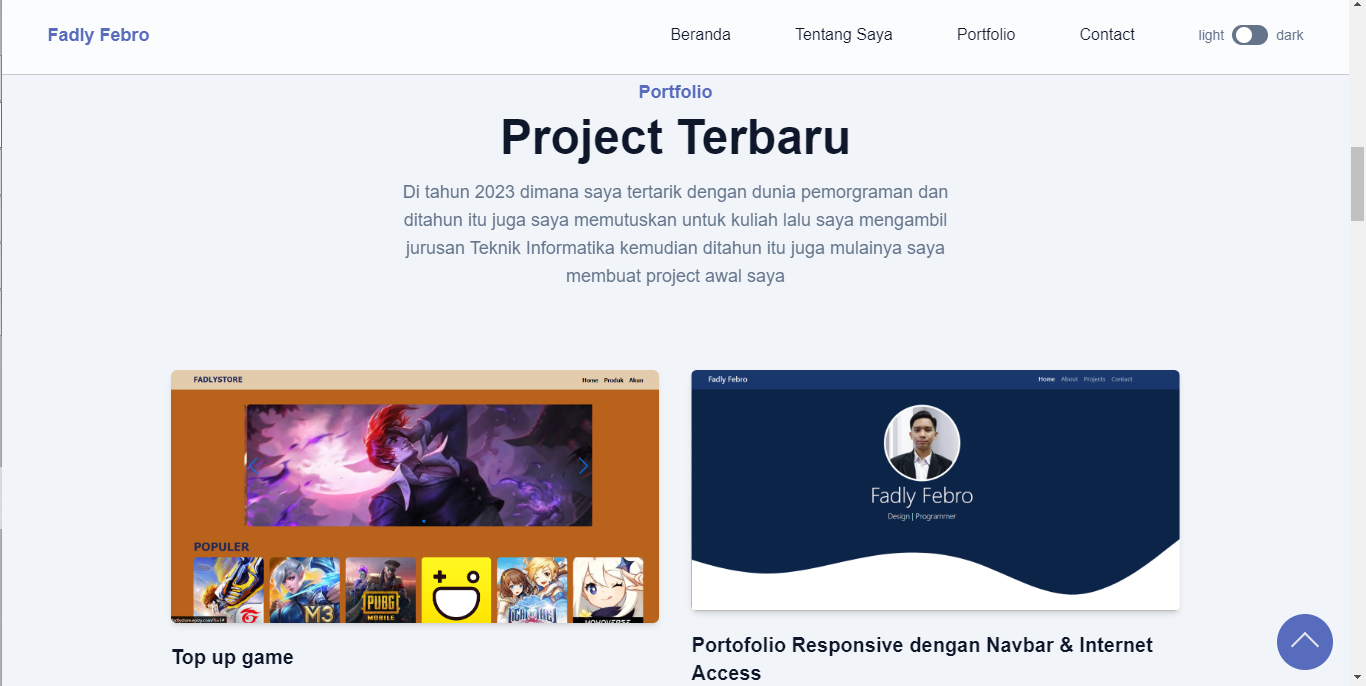 Fadly Febro
Beranda
Tentang Saya
Portfolio
Contact
light
dark
Portfolio
Project Terbaru
Di tahun 2023 dimana saya tertarik dengan dunia pemorgraman dan
ditahun itu juga saya memutuskan untuk kuliah lalu saya mengambil
jurusan Teknik Informatika kemudian ditahun itu juga mulainya saya
membuat project awal saya
FADLYSTORE
Home Produk Akun
POPULER
M3
PUBG
MOBILE
Top up game
Fadly Febro
Home About Projects Contact
Fadly Febro
Design | Programmer
Portofolio Responsive dengan Navbar & Internet
Access